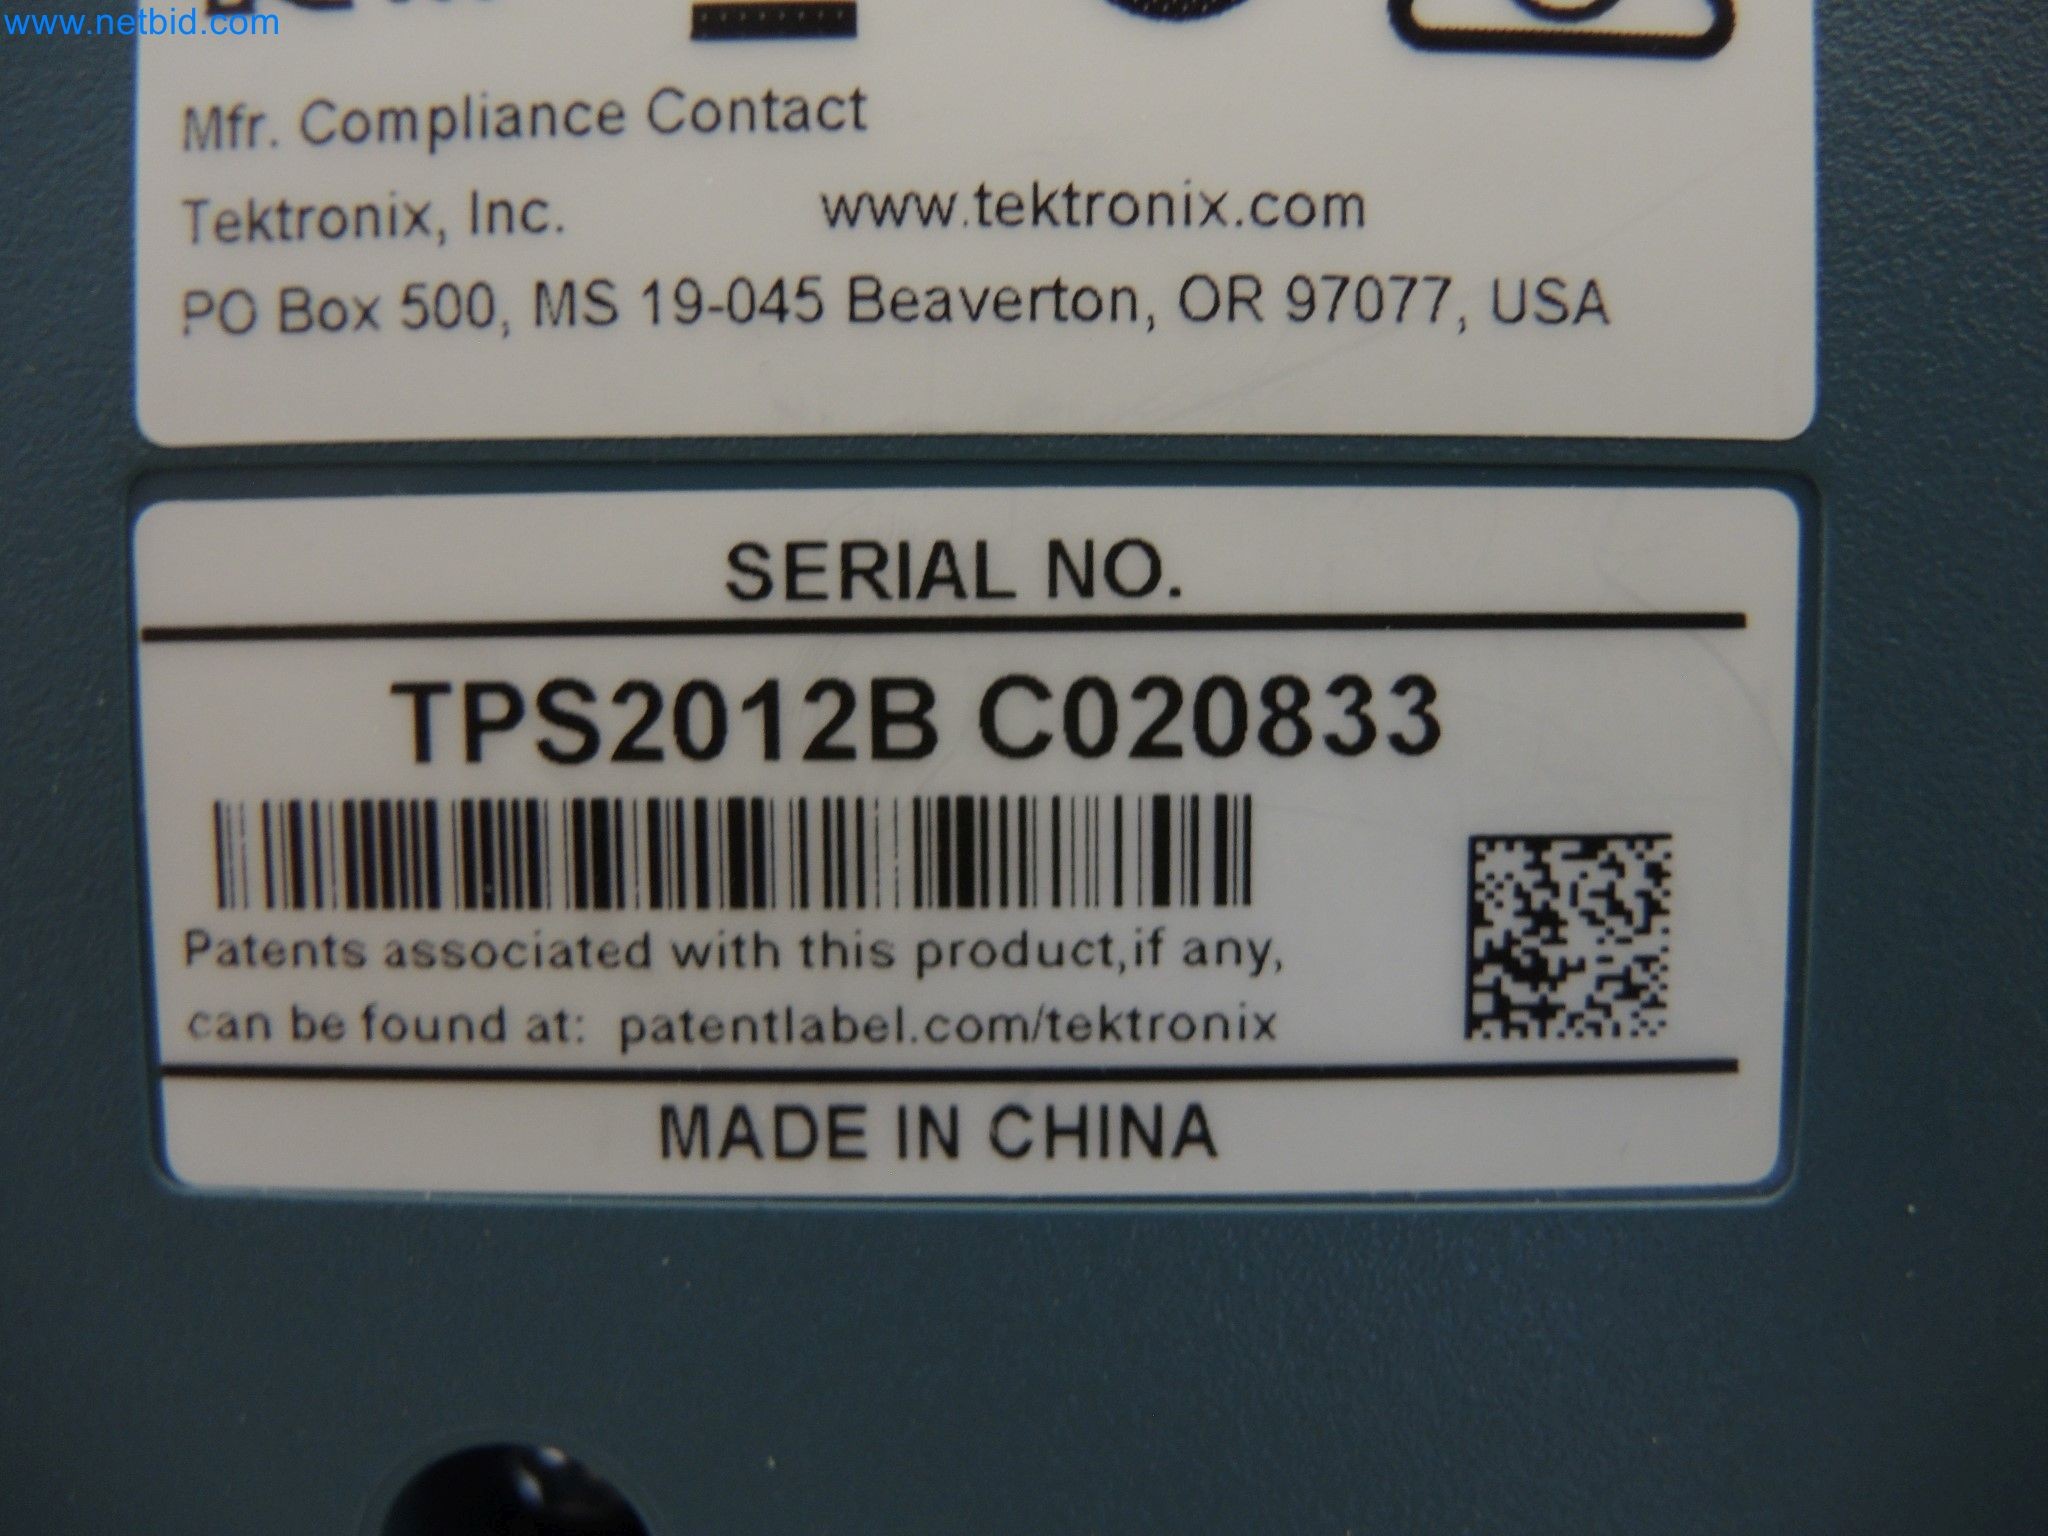 www.netbid.com
Mfr. Compliance Contact
Tektronix, Inc. www.tektronix.com
PO Box 500, MS 19-045 Beaverton, OR 97077, USA
SERIAL NO.
TPS2012B C020833
Patents associated with this product,if any,
can be found at: patentlabel.com/tektronix
MADE IN CHINA